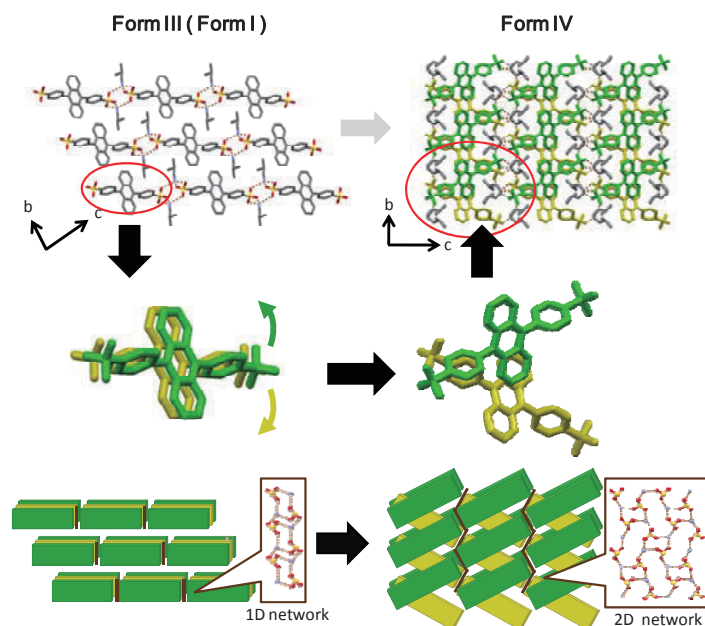 Form III ( Form I )
Form IV
b
c
b
c
1D network
2D network